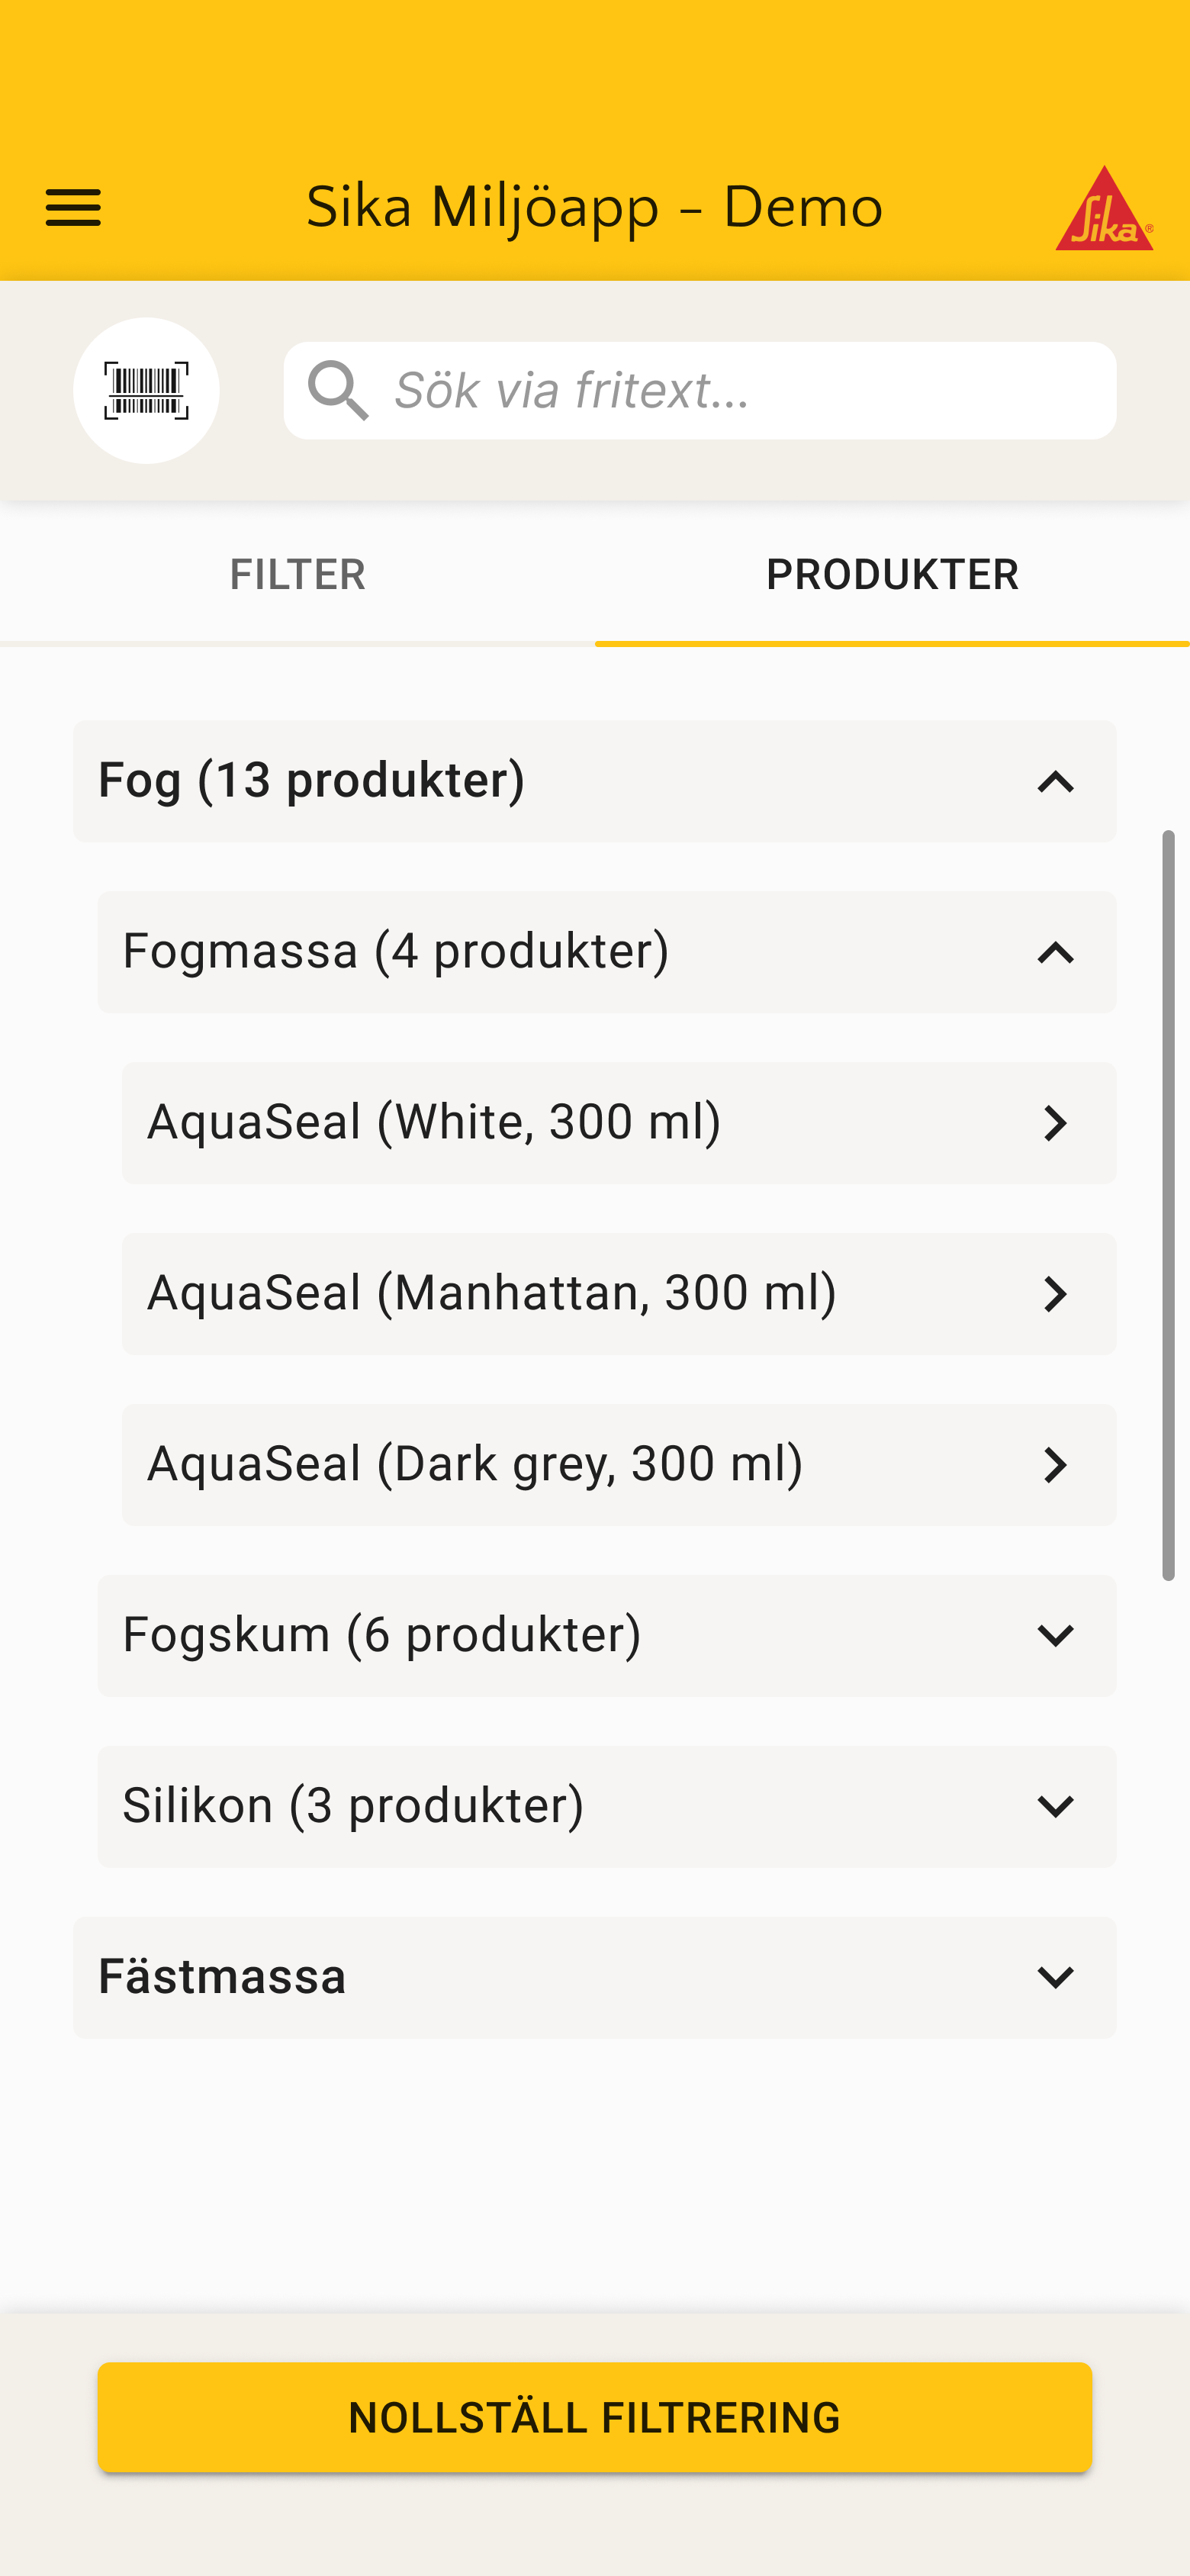 Sika Miljöapp - Demo
Sika®
Sök via fritext...
FILTER
PRODUKTER
Fog (13 produkter)
Fogmassa (4 produkter)
AquaSeal (White, 300 ml)
AquaSeal (Manhattan, 300 ml)
AquaSeal (Dark grey, 300 ml)
Fogskum (6 produkter)
Silikon (3 produkter)
Fästmassa
NOLLSTÄLL FILTRERING